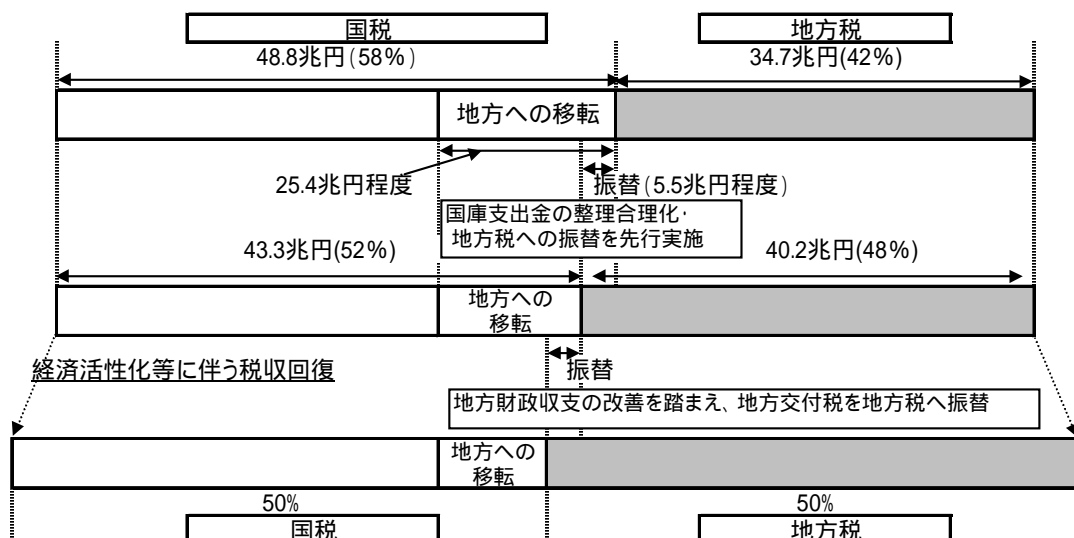 国税
地方税
48.8兆円(58%)
34.7兆円(42%)
地方への移転
25.4兆円程度
振替(5.5兆円程度)
国庫支出金の整理合理化・
地方税への振替を先行実施
43.3兆円(52%)
40.2兆円(48%)
地方への
移転
経済活性化等に伴う税収回復
振替
地方財政収支の改善を踏まえ、地方交付税を地方税へ振替
地方への
移転
50%
50%
国税
地方税